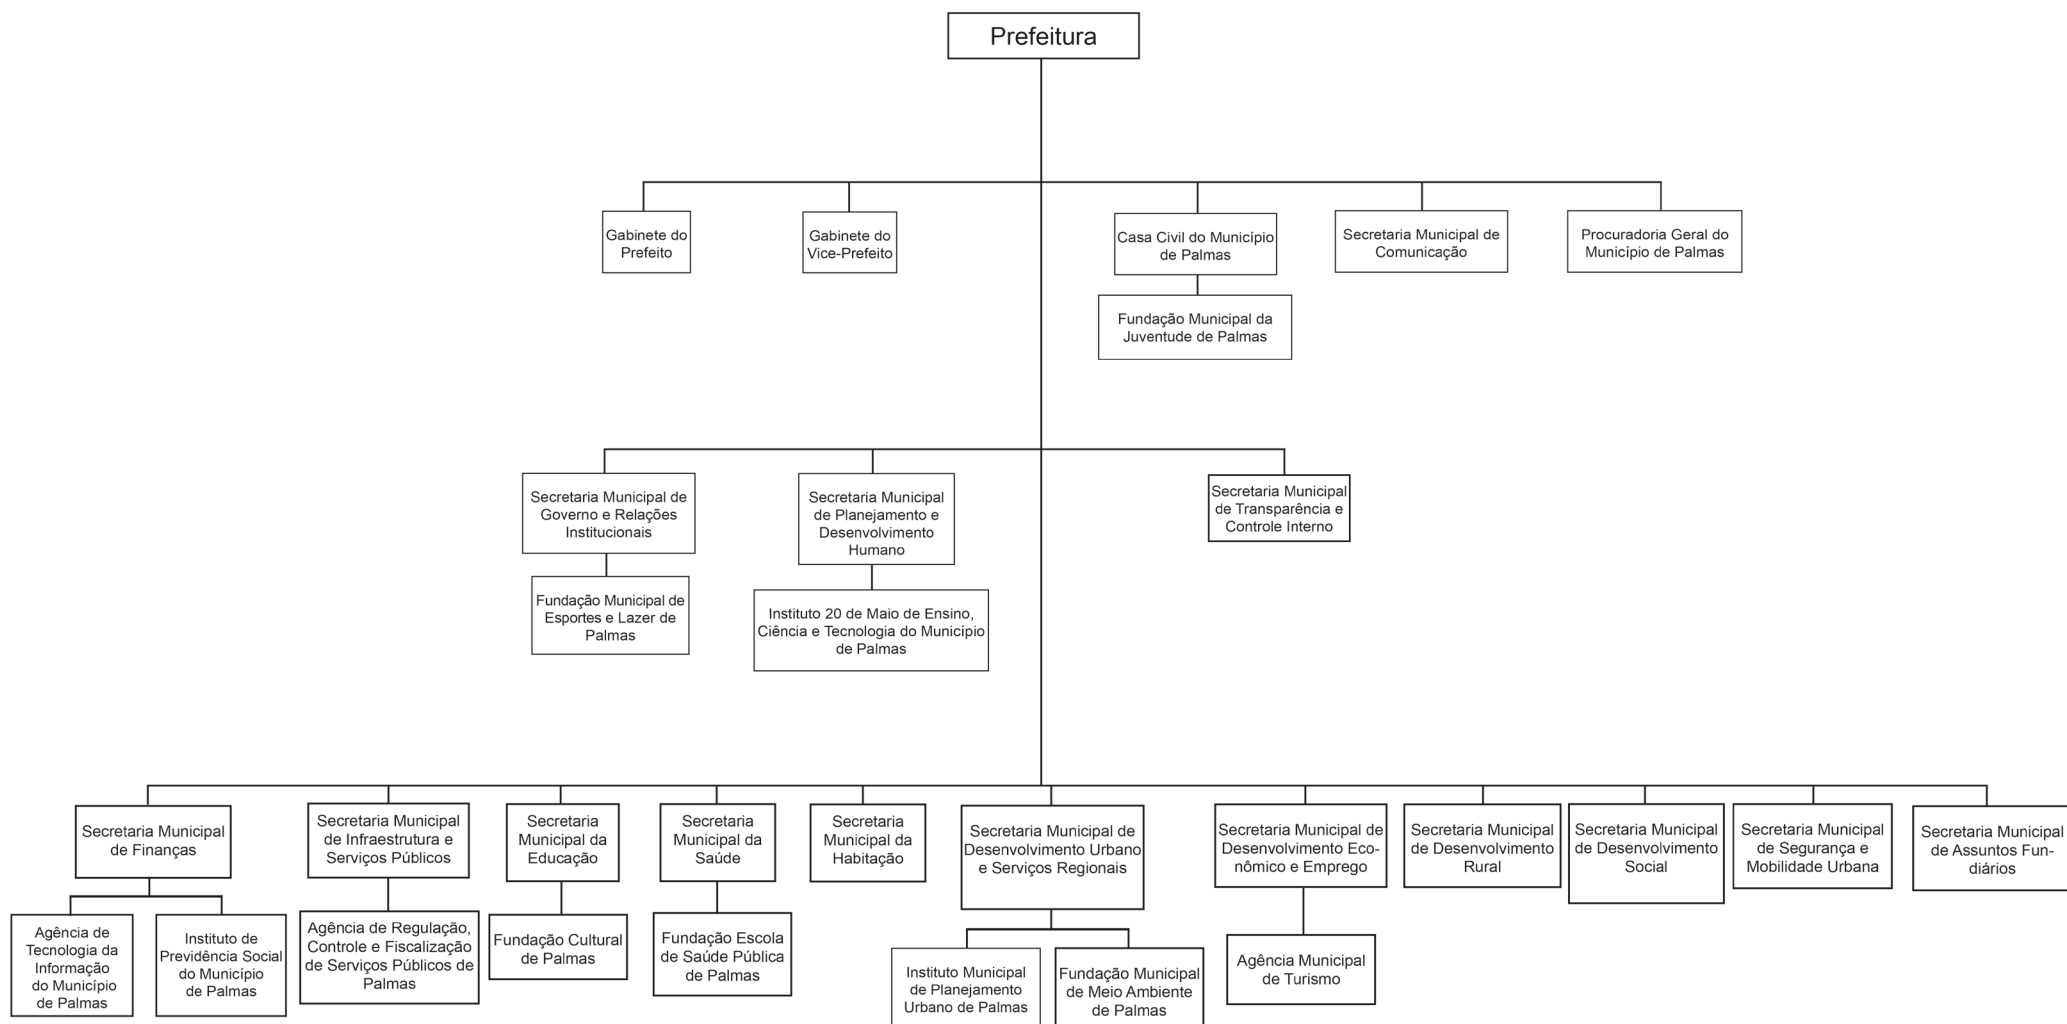 Prefeitura
Gabinete do
Prefeito
Gabinete do
Vice-Prefeito
Casa Civil do Município
de Palmas
Secretaria Municipal de
Comunicação
Procuradoria Geral do
Município de Palmas
Fundação Municipal da
Juventude de Palmas
Secretaria Municipal de
Governo e Relações
Institucionais
Secretaria Municipal
de Planejamento e
Desenvolvimento
Humano
Secretaria Municipal
de Transparência e
Controle Interno
Fundação Municipal de
Esportes e Lazer de
Palmas
Instituto 20 de Maio de Ensino,
Ciência e Tecnologia do Município
de Palmas
Secretaria Municipal
de Finanças
Secretaria Municipal
de Infraestrutura e
Serviços Públicos
Secretaria
Municipal da
Educação
Secretaria
Municipal da
Saúde
Secretaria
Municipal da
Habitação
Secretaria Municipal de
Desenvolvimento Urbano
e Serviços Regionais
Secretaria Municipal de
Desenvolvimento Eco-
nômico e Emprego
Secretaria Municipal
de Desenvolvimento
Rural
Secretaria Municipal
de Desenvolvimento
Social
Secretaria Municipal
de Segurança e
Mobilidade Urbana
Secretaria Municipal
de Assuntos Fun-
diários
Agência de
Tecnologia da
Informação
do Município
de Palmas
Instituto de
Previdência Social
do Município
de Palmas
Agência de Regulação,
Controle e Fiscalização
de Serviços Públicos de
Palmas
Fundação Cultural
de Palmas
Fundação Escola
de Saúde Pública
de Palmas
Instituto Municipal
de Planejamento
Urbano de Palmas
Fundação Municipal
de Meio Ambiente
de Palmas
Agência Municipal
de Turismo